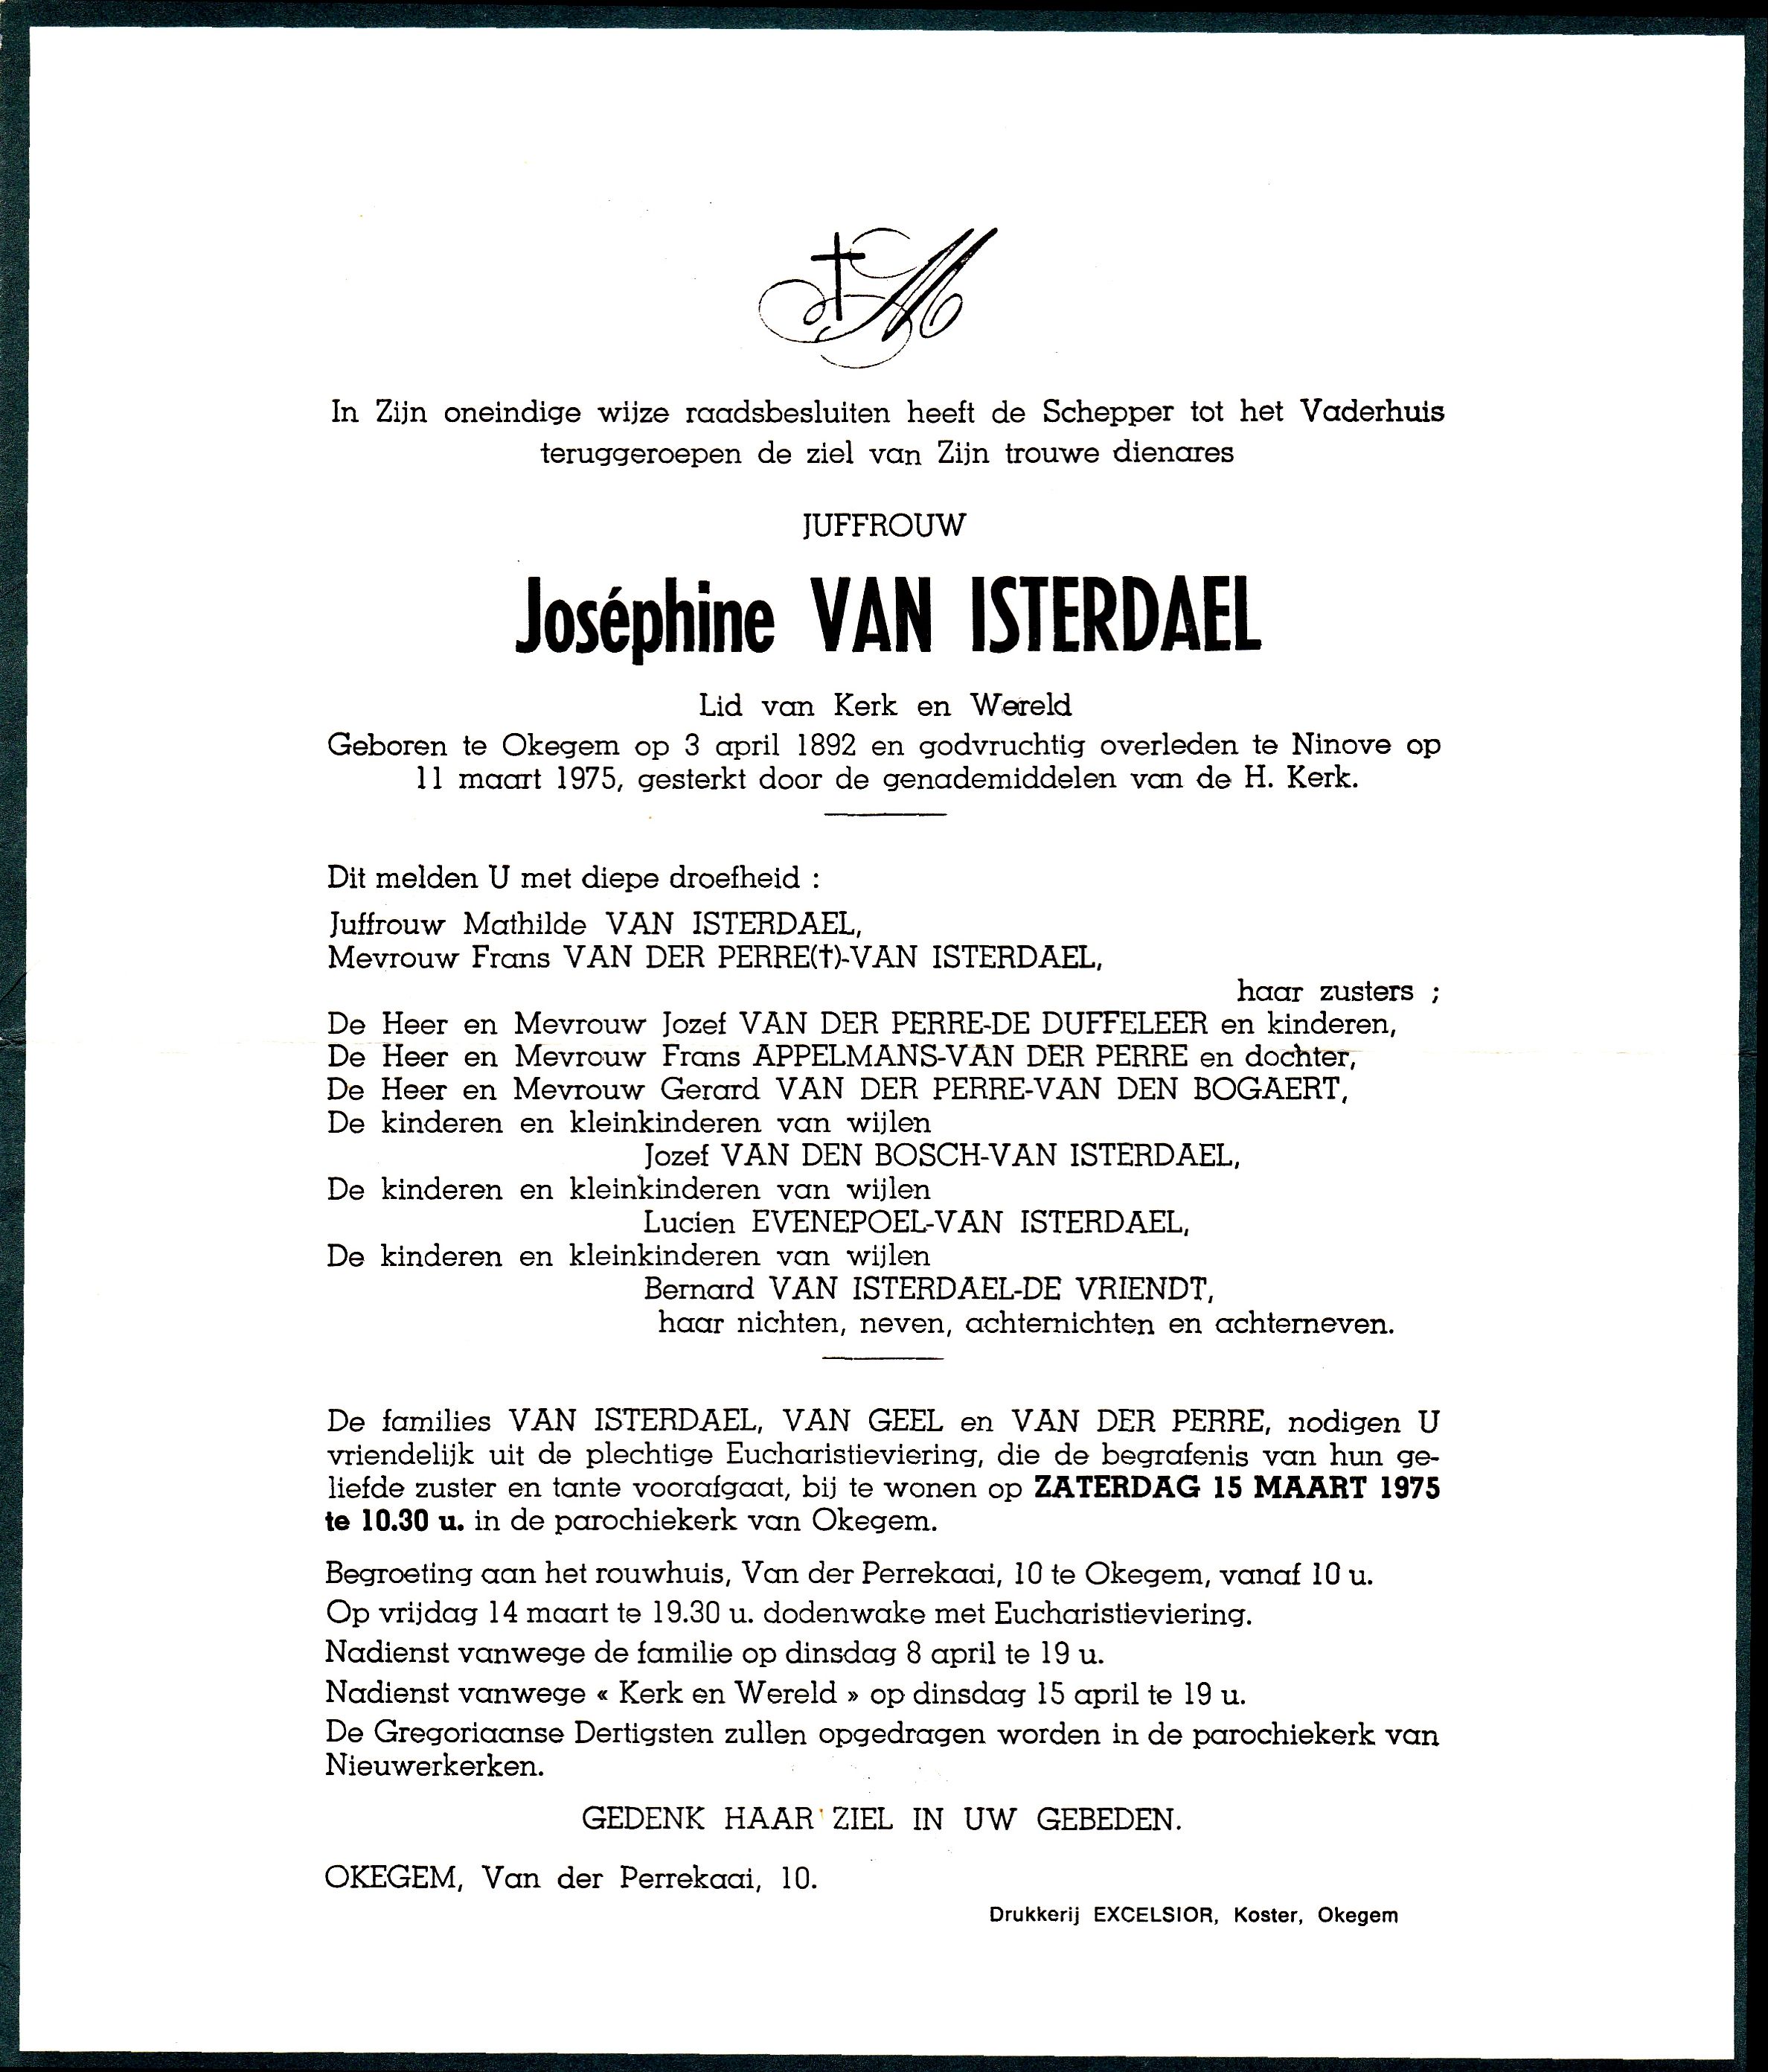 In Zijn oneindige wijze raadsbesluiten heeft de Schepper tot het Vaderhuis
teruggeroepen de ziel van Zijn trouwe dienares
JUFFROUW
Joséphine VAN ISTERDAEL
Lid van Kerk en Wereld
Geboren te Okegem op 3 april 1892 en godvruchtig overleden te Ninove op
11 maart 1975, gesterkt door de genademiddelen van de H. Kerk.
Dit melden U met diepe droefheid :
Juffrouw Mathilde VAN ISTERDAEL,
Mevrouw Frans VAN DER PERRE(†)-VAN ISTERDAEL,
haar zusters ;
De Heer en Mevrouw Jozef VAN DER PERRE-DE DUFFELEER en kinderen,
De Heer en Mevrouw Frans APPELMANS-VAN DER PERRE en dochter,
De Heer en Mevrouw Gerard VAN DER PERRE-VAN DEN BOGAERT,
De kinderen en kleinkinderen van wijlen
Jozef VAN DEN BOSCH-VAN ISTERDAEL,
De kinderen en kleinkinderen van wijlen
Lucien EVENEPOEL-VAN ISTERDAEL,
De kinderen en kleinkinderen van wijlen
Bernard VAN ISTERDAEL-DE VRIENDT,
haar nichten, neven, achternichten en achterneven.
De families VAN ISTERDAEL, VAN GEEL en VAN DER PERRE, nodigen U
vriendelijk uit de plechtige Eucharistieviering, die de begrafenis van hun ge-
liefde zuster en tante voorafgaat, bij te wonen op ZATERDAG 15 MAART 1975
te 10.30 u. in de parochiekerk van Okegem.
Begroeting aan het rouwhuis, Van der Perrekaai, 10 te Okegem, vanaf 10 u.
Op vrijdag 14 maart te 19.30 u. dodenwake met Eucharistieviering.
Nadienst vanwege de familie op dinsdag 8 april te 19 u.
Nadienst vanwege « Kerk en Wereld » op dinsdag 15 april te 19 u.
De Gregoriaanse Dertigsten zullen opgedragen worden in de parochiekerk van
Nieuwerkerken.
GEDENK HAAR ZIEL IN UW GEBEDEN.
OKEGEM, Van der Perrekaai, 10.
Drukkerij EXCELSIOR, Koster, Okegem